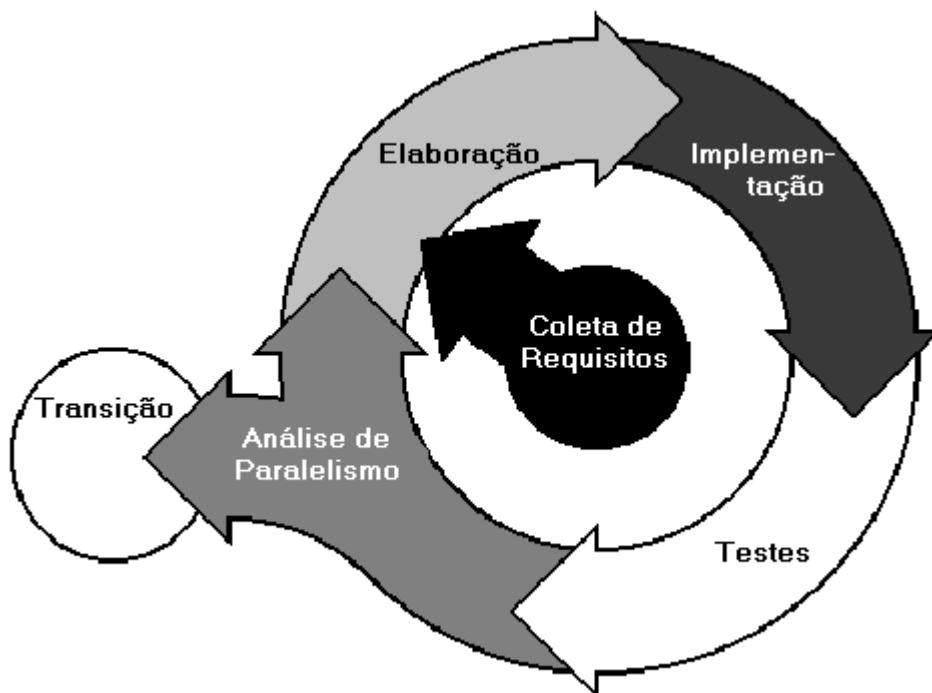 Elaboração
Implemen-
tação
Coleta de
Requisitos
Transição
Análise de
Paralelismo
Testes